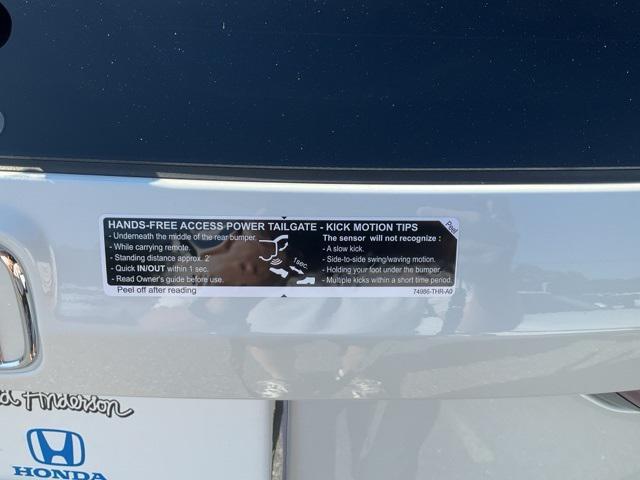 HANDS-FREE ACCESS POWER TAILGATE - KICK MOTION TIPS
Peel
- Underneath the middle of the rear bumper.
- While carrying remote.
- Standing distance approx. 2'
- Quick IN/OUT within 1 sec.
- Read Owner's guide before use.
1sec.
The sensor will not recognize :
- A slow kick.
- Side-to-side swing/waving motion.
- Holding your foot under the bumper.
- Multiple kicks within a short time period.
Peel off after reading
74986-THR-A0
Anderson
HONDA